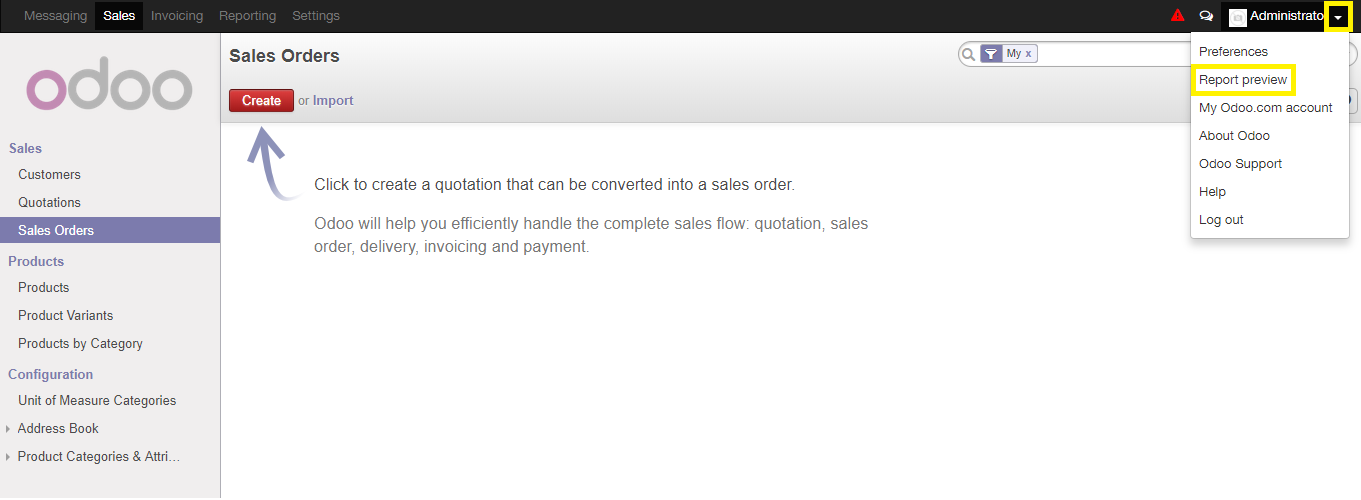 Messaging Sales Invoicing Reporting Settings Administrato
odoo
Sales
Customers
Quotations
Sales Orders
Products
Products
Product Variants
Products by Category
Configuration
Unit of Measure Categories
Address Book
Product Categories & Attri...
Sales Orders
My x
Create or Import
Click to create a quotation that can be converted into a sales order.
Odoo will help you efficiently handle the complete sales flow: quotation, sales
order, delivery, invoicing and payment.
Preferences
Report preview
My Odoo.com account
About Odoo
Odoo Support
Help
Log out